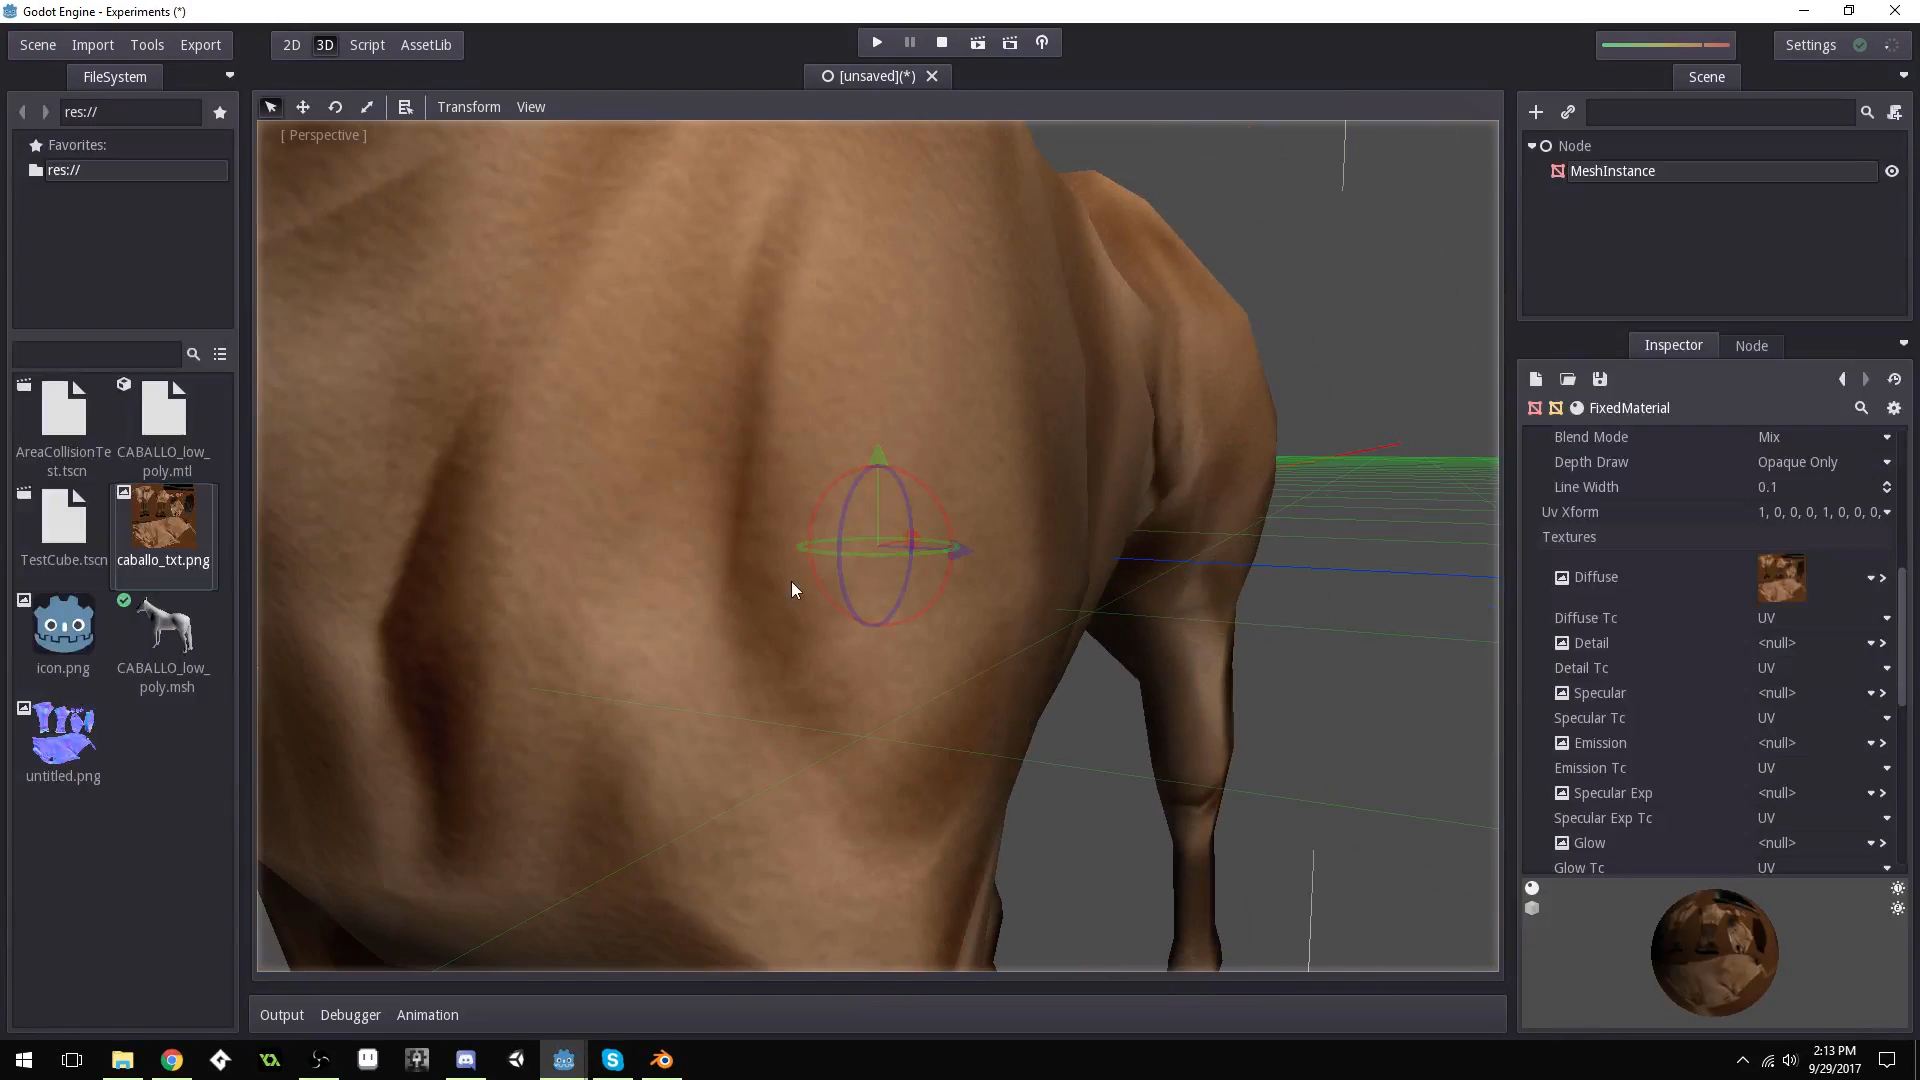 Godot Engine - Experiments (*)
Scene Import Tools Export
2D 3D Script AssetLib
Settings
FileSystem
[unsaved](*)
Scene
res://
Transform View
[ Perspective ]
Favorites:
res://
Node
MeshInstance
Inspector Node
FixedMaterial
AreaCollisionTe
st.tscn
CABALLO_low_
poly.mtl
TestCube.tscn
caballo_txt.png
icon.png
CABALLO_low_
poly.msh
untitled.png
Blend Mode Mix
Depth Draw Opaque Only
Line Width 0.1
Uv Xform 1, 0, 0, 0, 1, 0, 0, 0,
Textures
Diffuse
Diffuse Tc UV
Detail <null>
Detail Tc UV
Specular <null>
Specular Tc UV
Emission <null>
Emission Tc UV
Specular Exp <null>
Specular Exp Tc UV
Glow <null>
Glow Tc UV
Output Debugger Animation
2:13 PM
9/29/2017